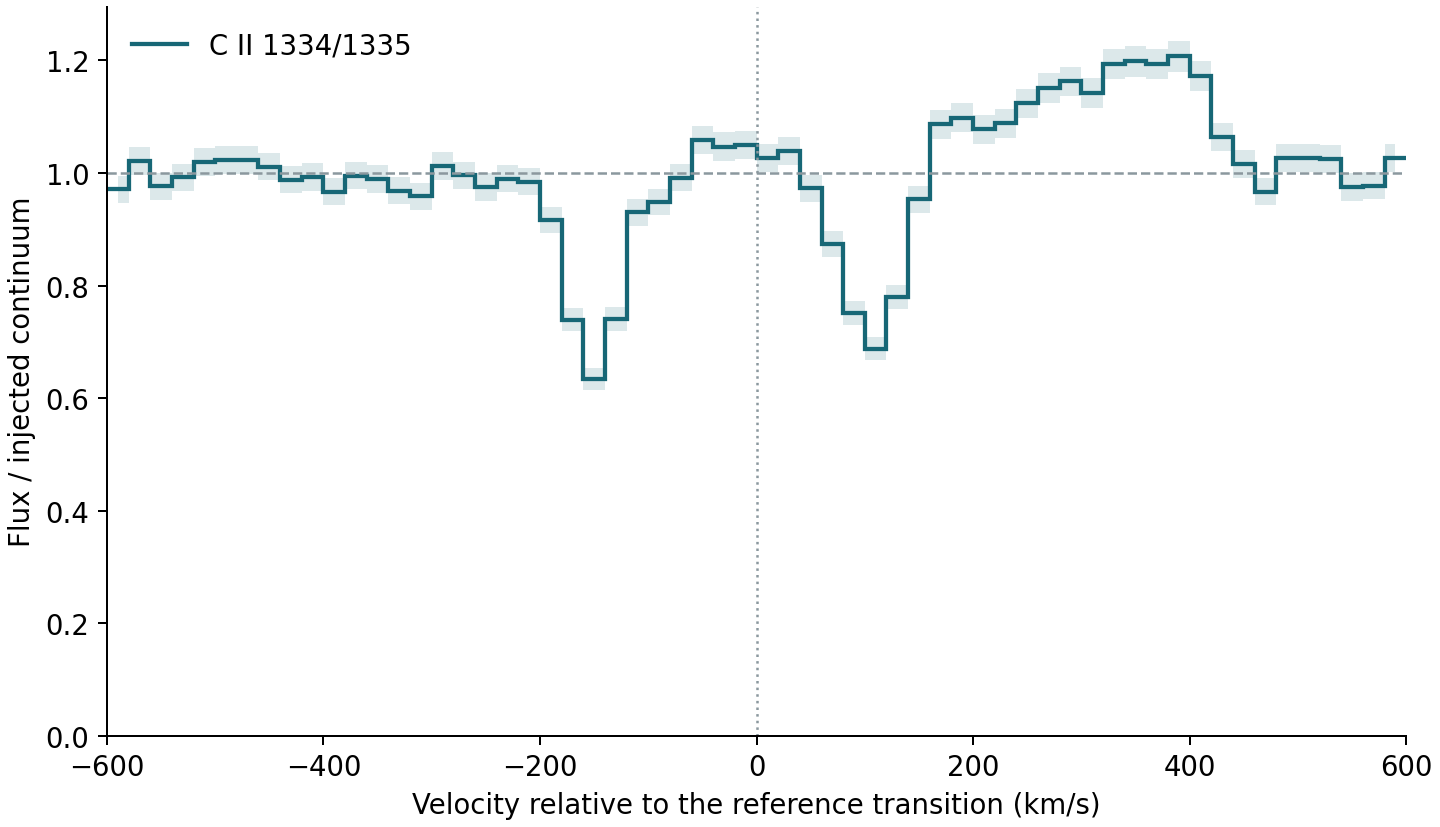 C II 1334/1335
1.2
1.0
0.8
0.6
0.4
0.2
0.0
Flux / injected continuum
−600 −400 −200 0 200 400 600
Velocity relative to the reference transition (km/s)